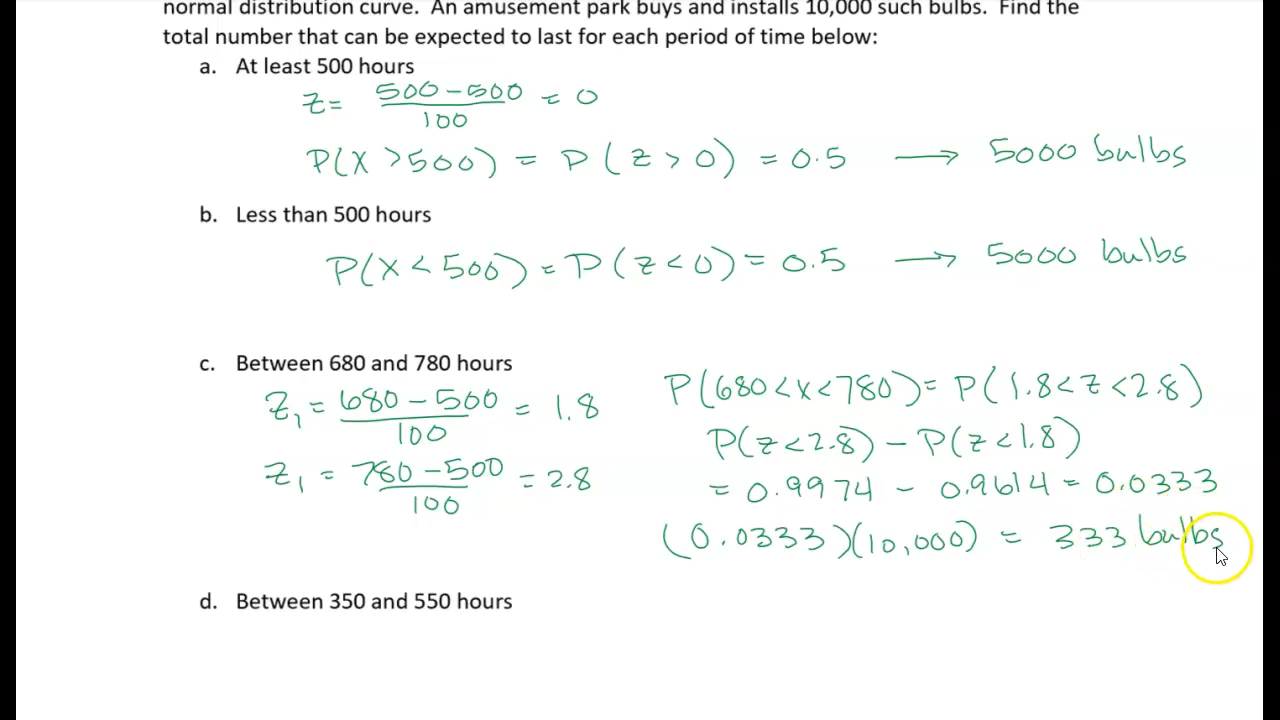 normal distribution curve. An amusement park buys and installs 10,000 such bulbs. Find the
total number that can be expected to last for each period of time below:
a. At least 500 hours
Z = 500 - 500 / 100 = 0
P(X > 500) = P(Z > 0) = 0.5 → 5000 bulbs
b. Less than 500 hours
P(X < 500) = P(Z < 0) = 0.5 → 5000 bulbs
c. Between 680 and 780 hours
Z₁ = 680 - 500 / 100 = 1.8
Z₁ = 780 - 500 / 100 = 2.8
P(680 < X < 780) = P(1.8 < Z < 2.8)
P(Z < 2.8) - P(Z < 1.8)
= 0.9974 - 0.9614 = 0.0333
(0.0333)(10,000) = 333 bulbs
d. Between 350 and 550 hours